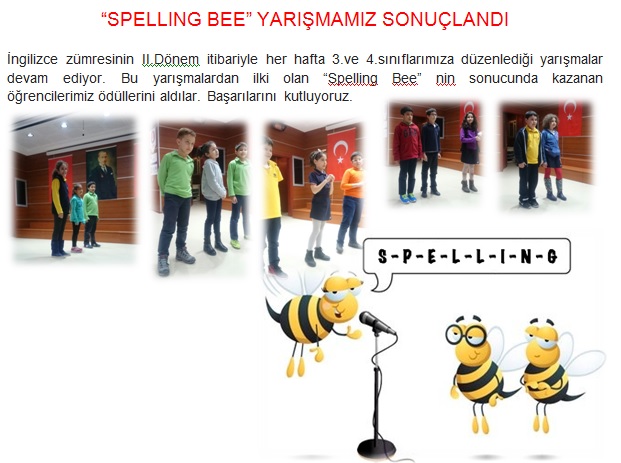 “SPELLING BEE” YARIŞMAMIZ SONUÇLANDI
İngilizce zümresinin II.Dönem itibariyle her hafta 3.ve 4.sınıflarımıza düzenlediği yarışmalar
devam ediyor. Bu yarışmalardan ilki olan “Spelling Bee” nin sonucunda kazanan
öğrencilerimiz ödüllerini aldılar. Başarılarını kutluyoruz.
S-P-E-L-L-I-N-G